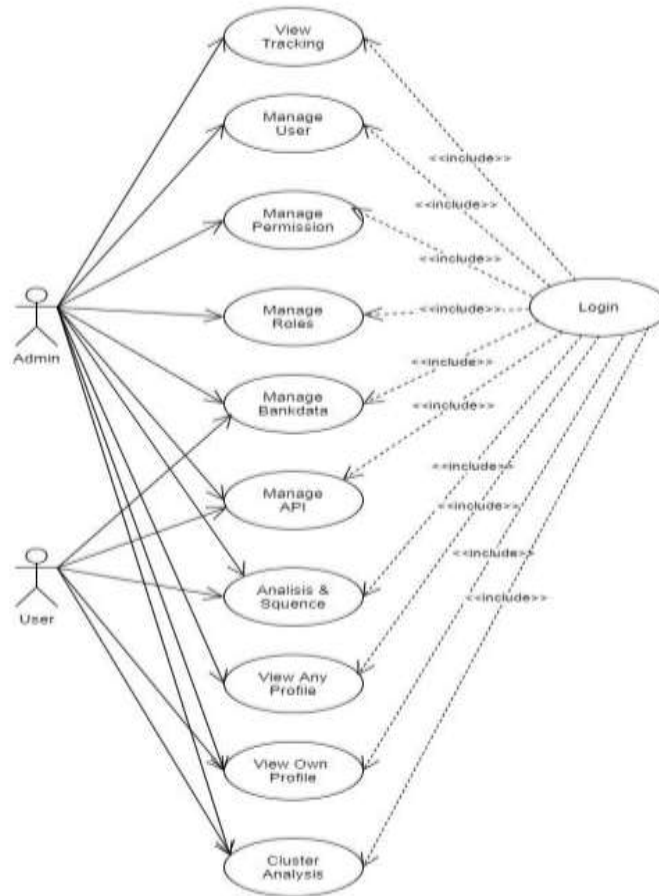 View
Tracking
Manage
User
<<include>>
<<include>>
Manage
Permission
<<include>>
Manage
Roles
<<include>>
Login
Admin
Manage
Bankdata
<<include>>
<<include>>
Manage
API
<<include>>
<<include>>
User
Analisis &
Squence
<<include>>
<<include>>
View Any
Profile
View Own
Profile
Cluster
Analysis